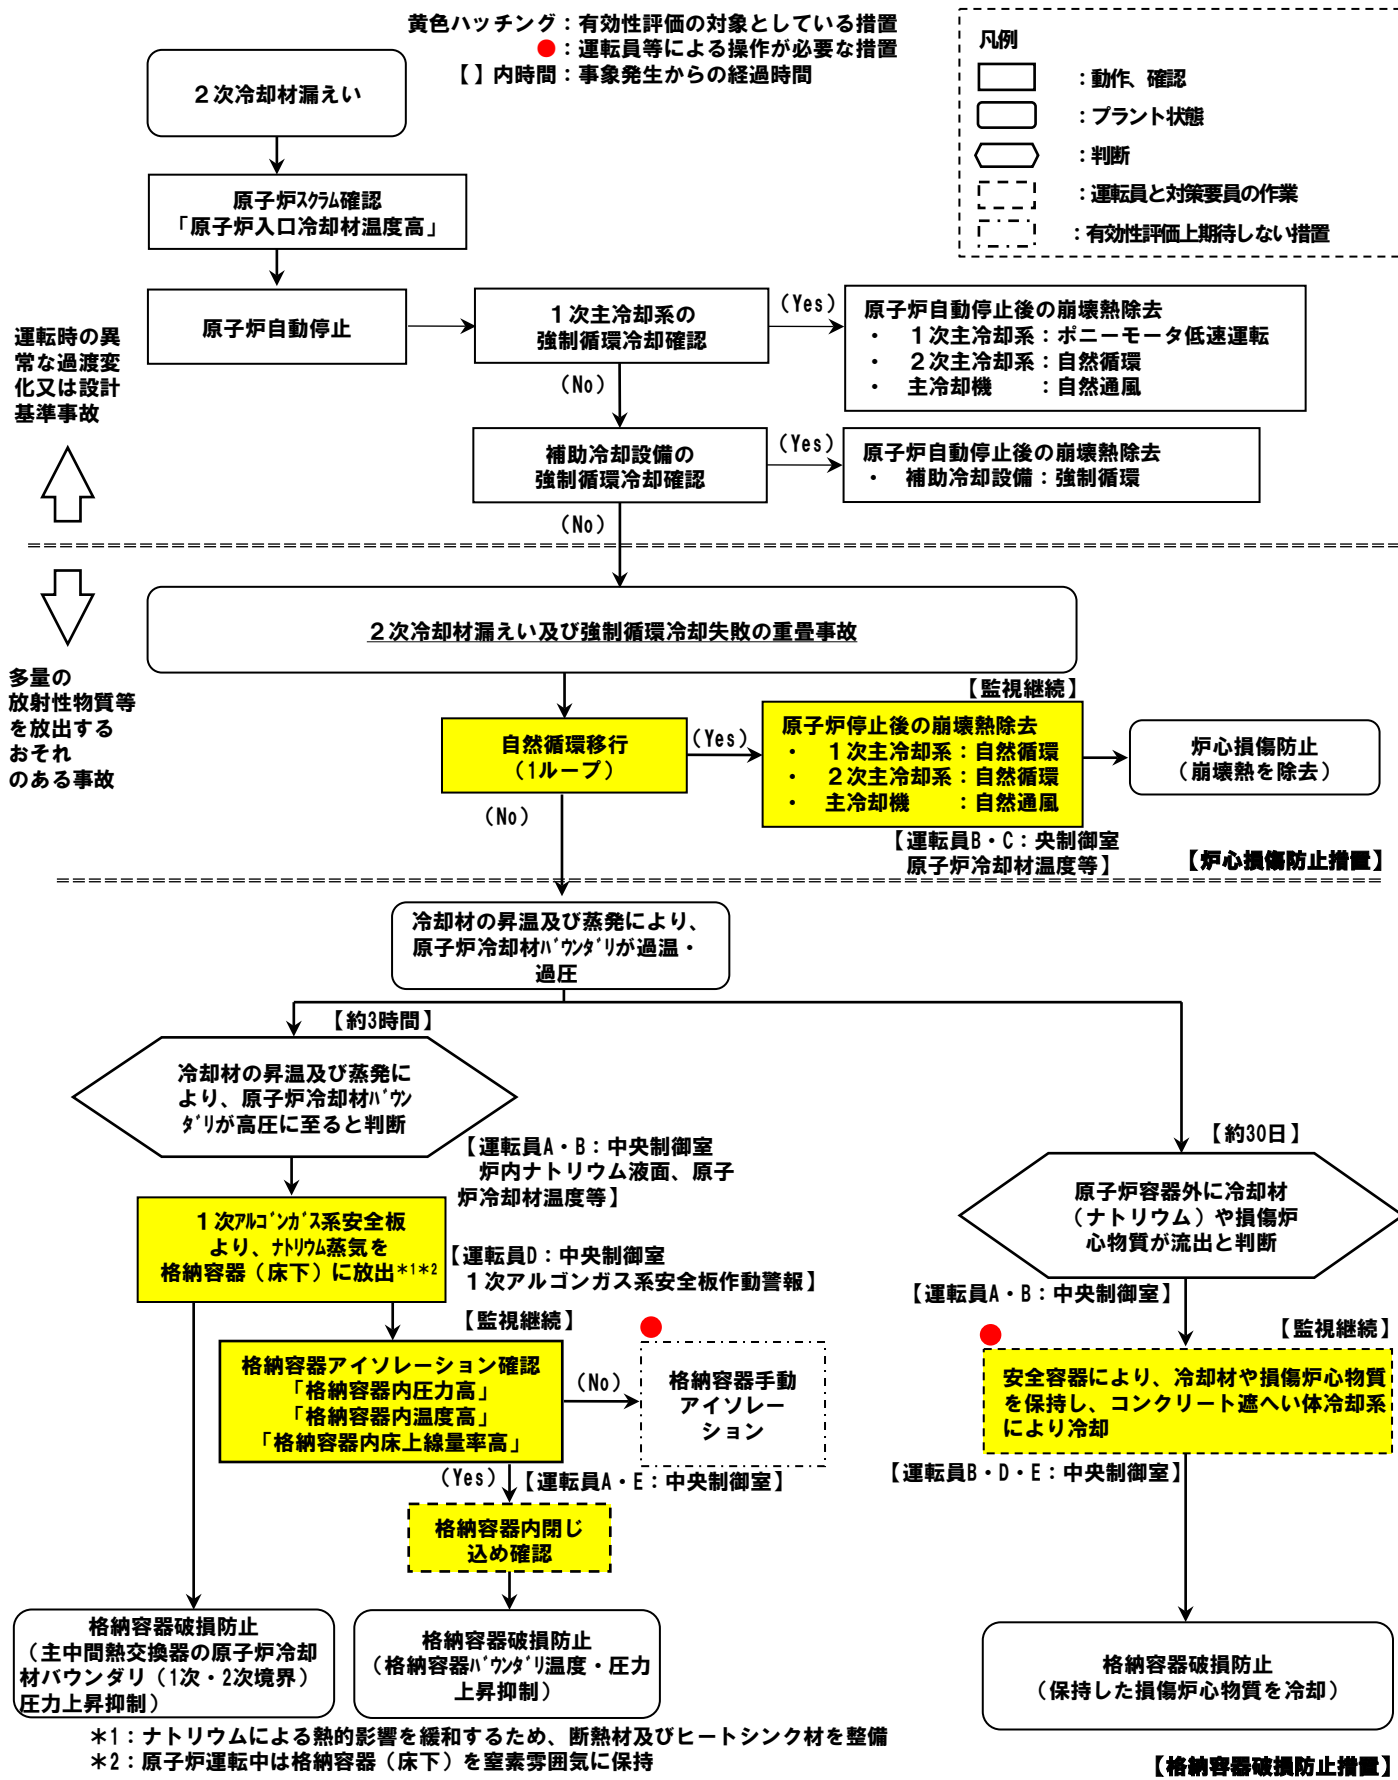 黄色ハッチング：有効性評価の対象としている措置
●：運転員等による操作が必要な措置
【 】内時間：事象発生からの経過時間
凡例
：動作、確認
：プラント状態
：判断
：運転員と対策要員の作業
：有効性評価上期待しない措置
２次冷却材漏えい
原子炉ｽｸﾗﾑ確認
「原子炉入口冷却材温度高」
原子炉自動停止
１次主冷却系の
強制循環冷却確認
（Yes）
原子炉自動停止後の崩壊熱除去
・　１次主冷却系：ポニーモータ低速運転
・　２次主冷却系：自然循環
・　主冷却機　　：自然通風
（No）
補助冷却設備の
強制循環冷却確認
（Yes）
原子炉自動停止後の崩壊熱除去
・　補助冷却設備：強制循環
（No）
運転時の異
常な過渡変
化又は設計
基準事故
多量の
放射性物質等
を放出する
おそれ
のある事故
２次冷却材漏えい及び強制循環冷却失敗の重畳事故
【監視継続】
自然循環移行
（1ループ）
（Yes）
原子炉停止後の崩壊熱除去
・　１次主冷却系：自然循環
・　２次主冷却系：自然循環
・　主冷却機　　：自然通風
炉心損傷防止
（崩壊熱を除去）
（No）
【運転員B・C：央制御室
原子炉冷却材温度等】
【炉心損傷防止措置】
冷却材の昇温及び蒸発により、
原子炉冷却材ﾊﾞｳﾝﾀﾞﾘが過温・
過圧
【約3時間】
冷却材の昇温及び蒸発に
より、原子炉冷却材ﾊﾞｳﾝ
ﾀﾞﾘが高圧に至ると判断
【運転員A・B：中央制御室
炉内ナトリウム液面、原子
炉冷却材温度等】
１次ｱﾙｺﾞﾝｶﾞｽ系安全板
より、ﾅﾄﾘｳﾑ蒸気を
格納容器（床下）に放出*1*2
【運転員D：中央制御室
１次アルゴンガス系安全板作動警報】
【監視継続】
格納容器アイソレーション確認
「格納容器内圧力高」
「格納容器内温度高」
「格納容器内床上線量率高」
（No）
格納容器手動
アイソレー
ション
（Yes）
【運転員A・E：中央制御室】
格納容器内閉じ
込め確認
【約30日】
原子炉容器外に冷却材
（ナトリウム）や損傷炉
心物質が流出と判断
【運転員A・B：中央制御室】
【監視継続】
安全容器により、冷却材や損傷炉心物質
を保持し、コンクリート遮へい体冷却系
により冷却
【運転員B・D・E：中央制御室】
格納容器破損防止
（主中間熱交換器の原子炉冷却
材バウンダリ（1次・2次境界）
圧力上昇抑制）
格納容器破損防止
（格納容器ﾊﾞｳﾝﾀﾞﾘ温度・圧力
上昇抑制）
格納容器破損防止
（保持した損傷炉心物質を冷却）
＊1：ナトリウムによる熱的影響を緩和するため、断熱材及びヒートシンク材を整備
＊2：原子炉運転中は格納容器（床下）を窒素雰囲気に保持
【格納容器破損防止措置】